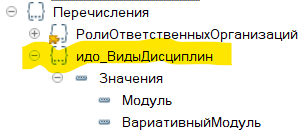 Перечисления
РолиОтветственныхОрганизаций
идо_ВидыДисциплин
Значения
Модуль
ВариативныйМодуль